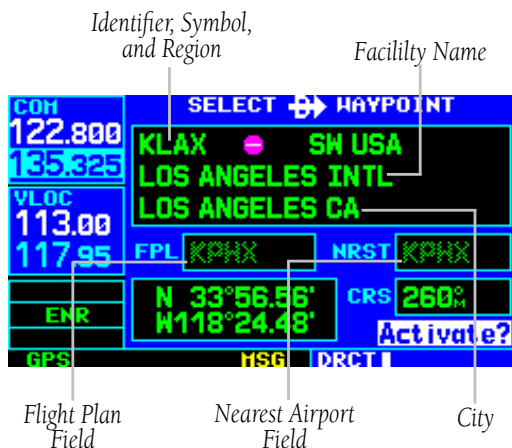 Identifier, Symbol,
and Region
Facililty Name
COM
SELECT D WAYPOINT
122.800
135.325
KLAX SW USA
LOS ANGELES INTL
LOS ANGELES CA
VLOC
113.00
117.95
FPL KPHX NRST KPHX
ENR
N 33°56.56'
W118°24.48'
CRS 260°M
Activate?
GPS MSG DRCT
Flight Plan
Field
Nearest Airport
Field
City